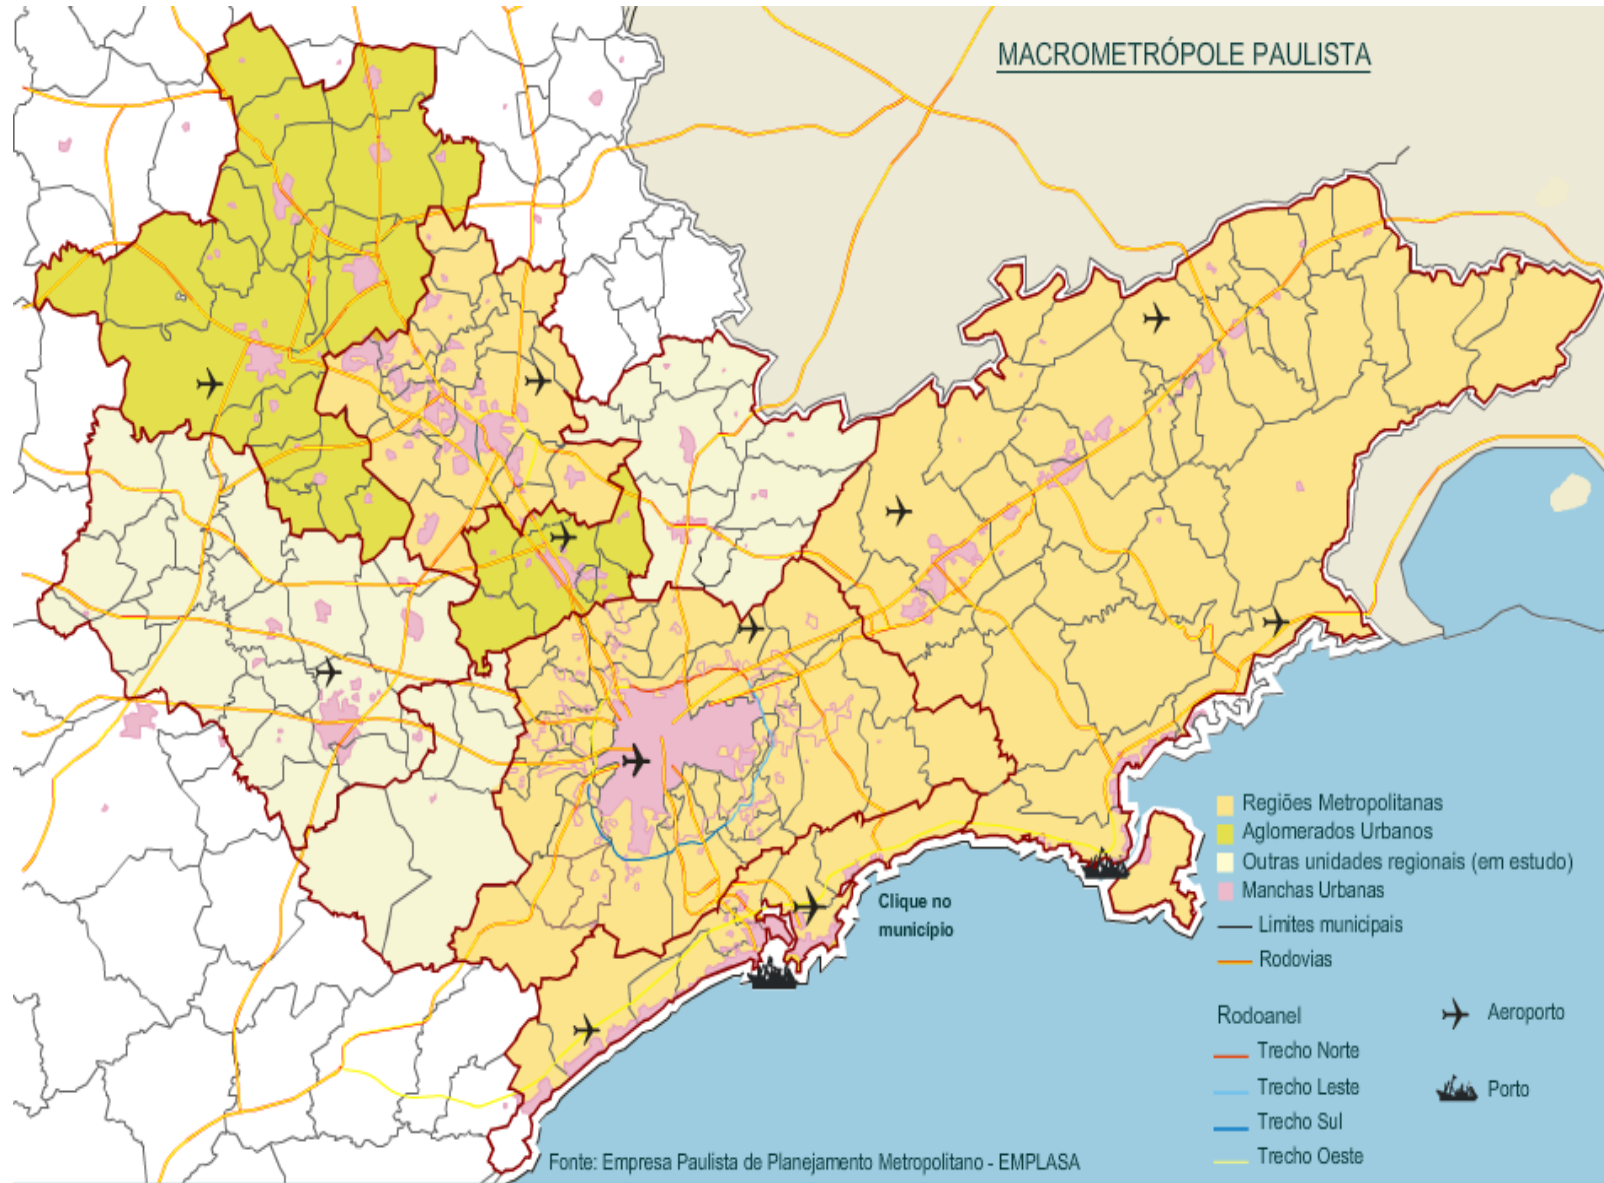 MACROMETRÓPOLE PAULISTA
Clique no
município
Regiões Metropolitanas
Aglomerados Urbanos
Outras unidades regionais (em estudo)
Manchas Urbanas
Limites municipais
Rodovias
Rodoanel
Trecho Norte
Trecho Leste
Trecho Sul
Trecho Oeste
Aeroporto
Porto
Fonte: Empresa Paulista de Planejamento Metropolitano - EMPLASA